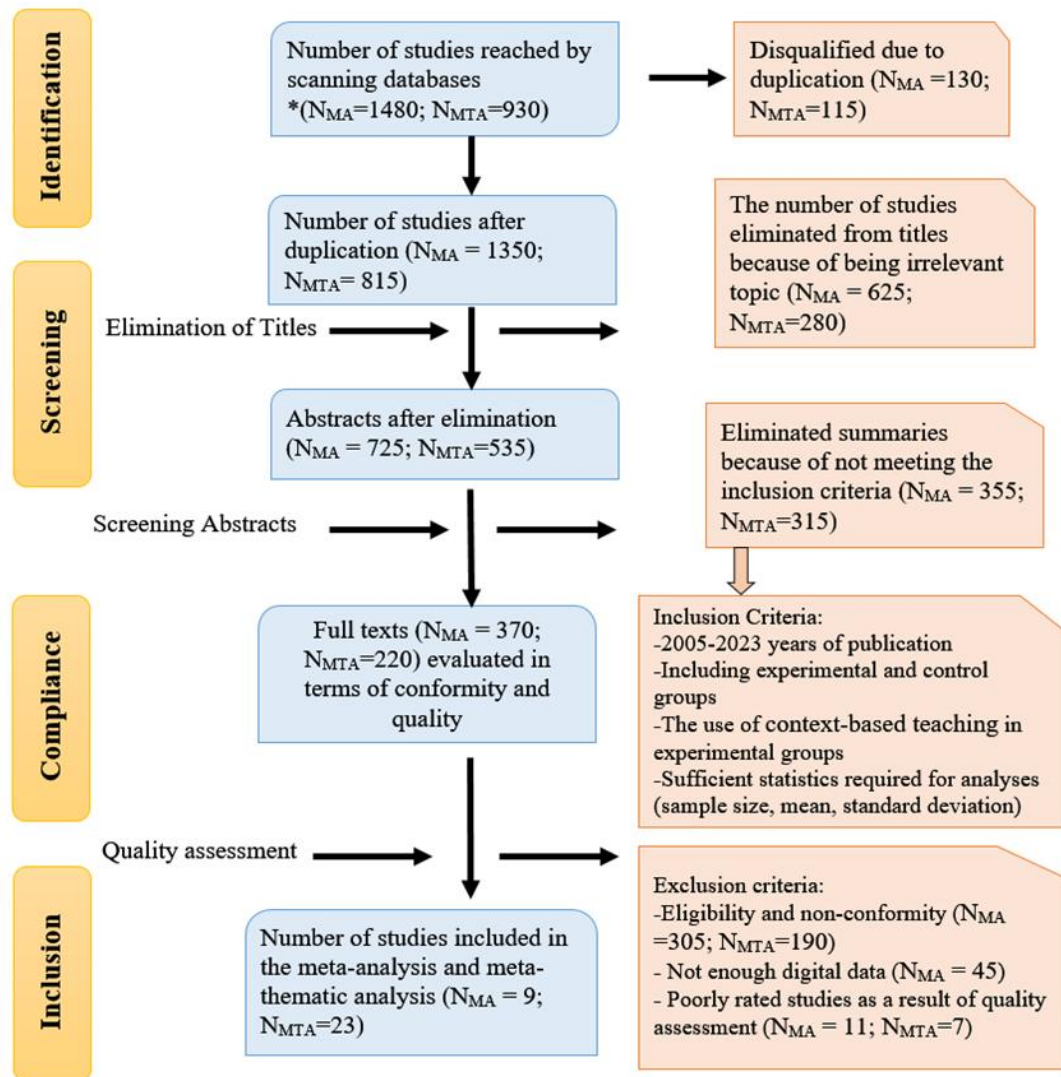 Identification
Number of studies reached by
scanning databases
*(NMA=1480; NMTA=930)
Disqualified due to
duplication (NMA =130;
NMTA=115)
Number of studies after
duplication (NMA = 1350;
NMTA= 815)
The number of studies
eliminated from titles
because of being irrelevant
topic (NMA = 625;
NMTA=280)
Screening
Elimination of Titles
Abstracts after elimination
(NMA = 725; NMTA=535)
Eliminated summaries
because of not meeting the
inclusion criteria (NMA = 355;
NMTA=315)
Screening Abstracts
Compliance
Full texts (NMA = 370;
NMTA=220) evaluated in
terms of conformity and
quality
Inclusion Criteria:
-2005-2023 years of publication
-Including experimental and control
groups
-The use of context-based teaching in
experimental groups
-Sufficient statistics required for analyses
(sample size, mean, standard deviation)
Quality assessment
Inclusion
Number of studies included in
the meta-analysis and meta-
thematic analysis (NMA = 9;
NMTA=23)
Exclusion criteria:
-Eligibility and non-conformity (NMA
=305; NMTA=190)
- Not enough digital data (NMA = 45)
- Poorly rated studies as a result of quality
assessment (NMA = 11; NMTA=7)